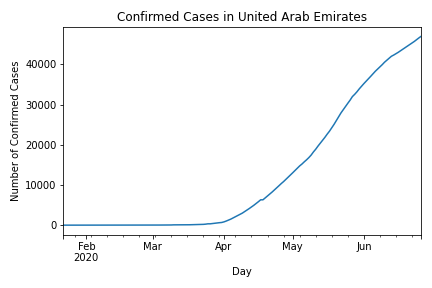 Confirmed Cases in United Arab Emirates
Number of Confirmed Cases
40000
30000
20000
10000
0
Feb Mar Apr May Jun
2020
Day